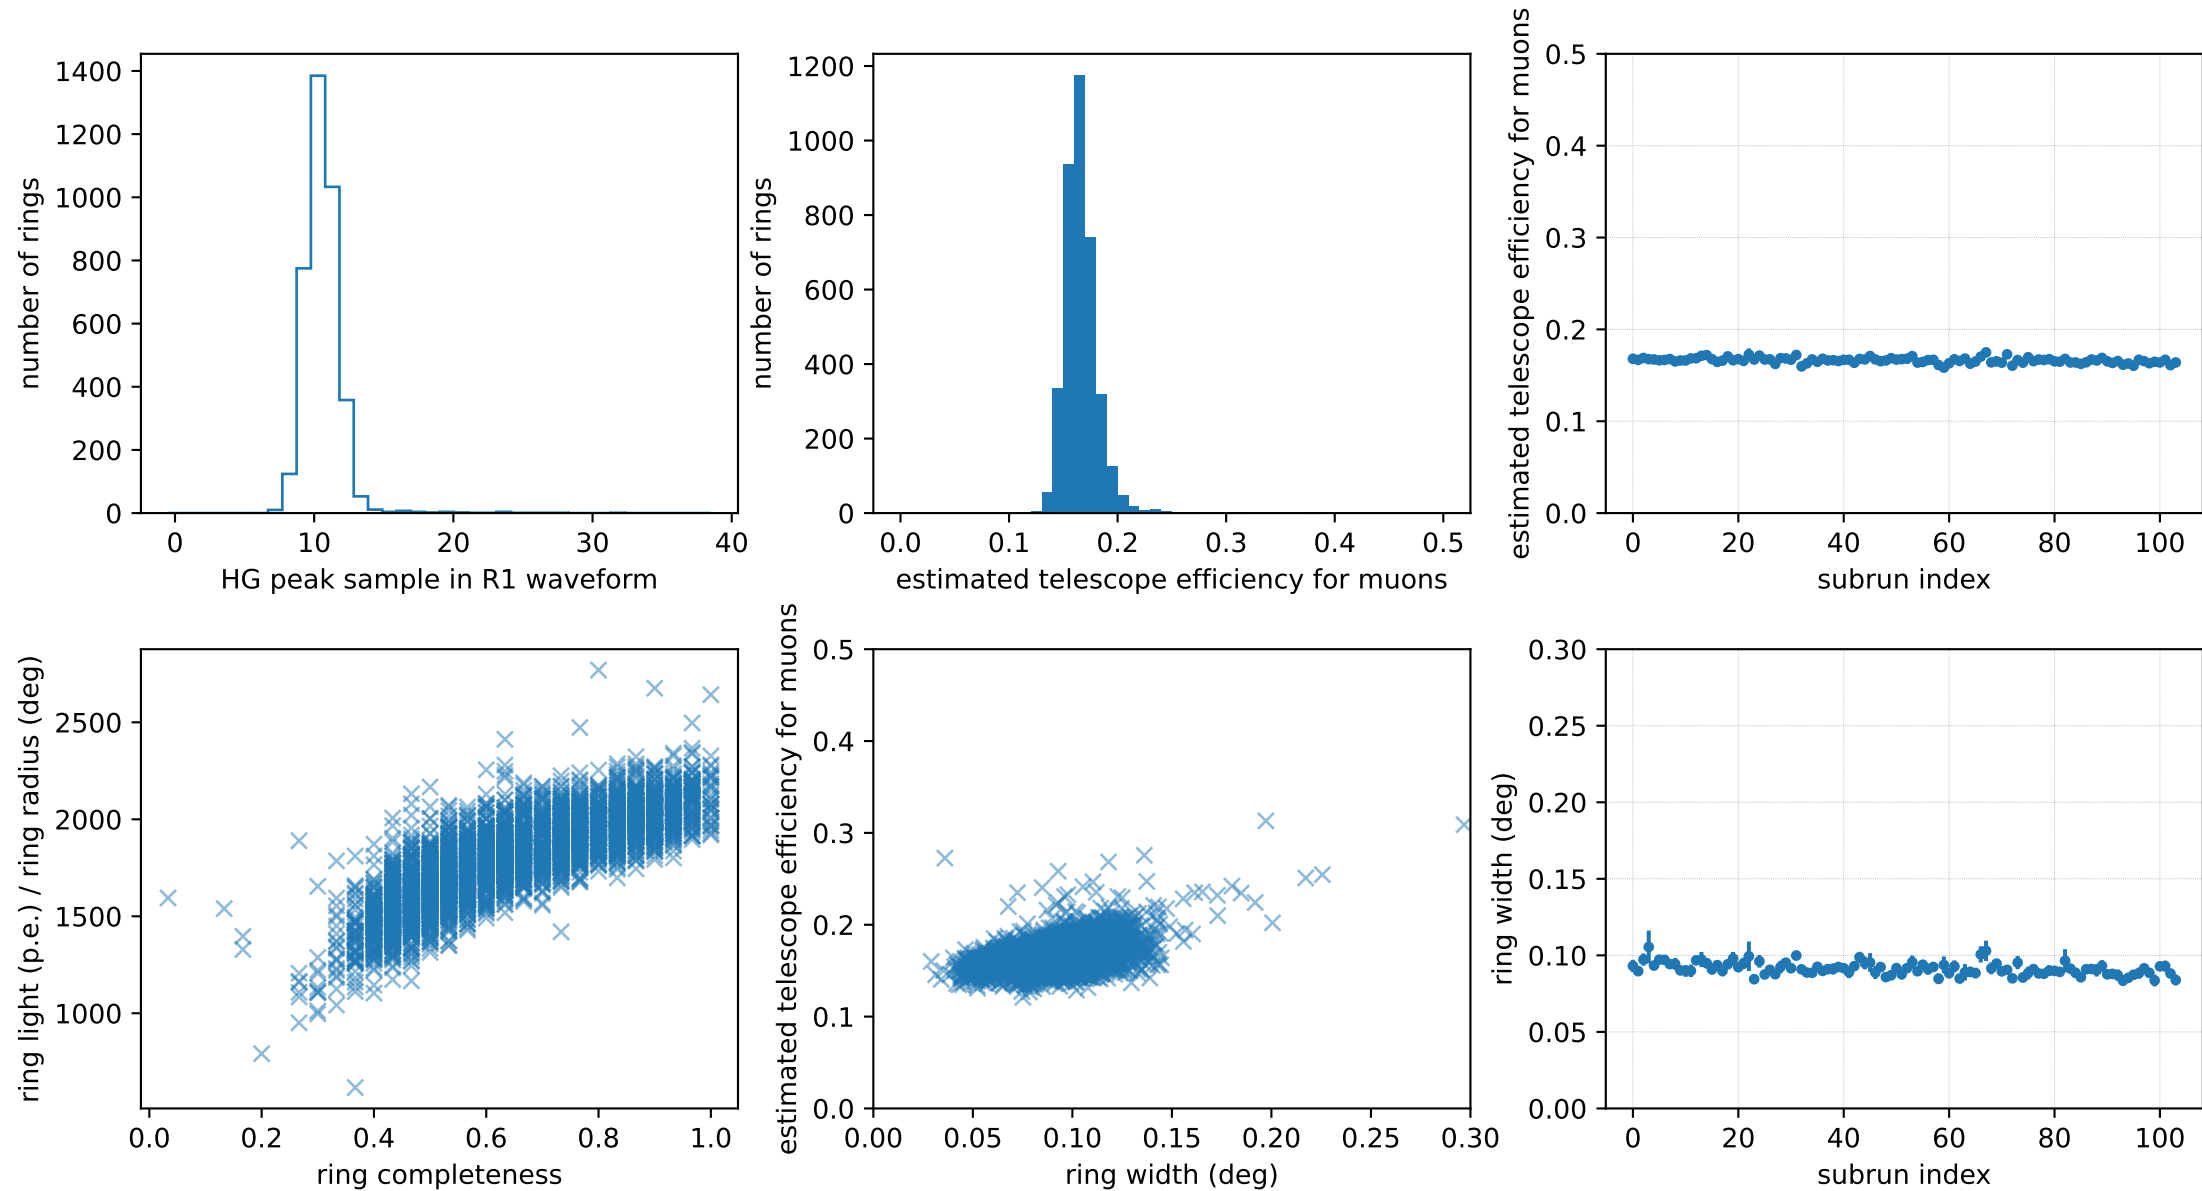 number of rings
1400
1200
1000
800
600
400
200
0
0 10 20 30 40
HG peak sample in R1 waveform
number of rings
1200
1000
800
600
400
200
0
0.0 0.1 0.2 0.3 0.4 0.5
estimated telescope efficiency for muons
estimated telescope efficiency for muons
0.5
0.4
0.3
0.2
0.1
0.0
0 20 40 60 80 100
subrun index
ring light (p.e.) / ring radius (deg)
2500
2000
1500
1000
0.0 0.2 0.4 0.6 0.8 1.0
ring completeness
estimated telescope efficiency for muons
0.5
0.4
0.3
0.2
0.1
0.0
0.00 0.05 0.10 0.15 0.20 0.25 0.30
ring width (deg)
ring width (deg)
0.30
0.25
0.20
0.15
0.10
0.05
0.00
0 20 40 60 80 100
subrun index